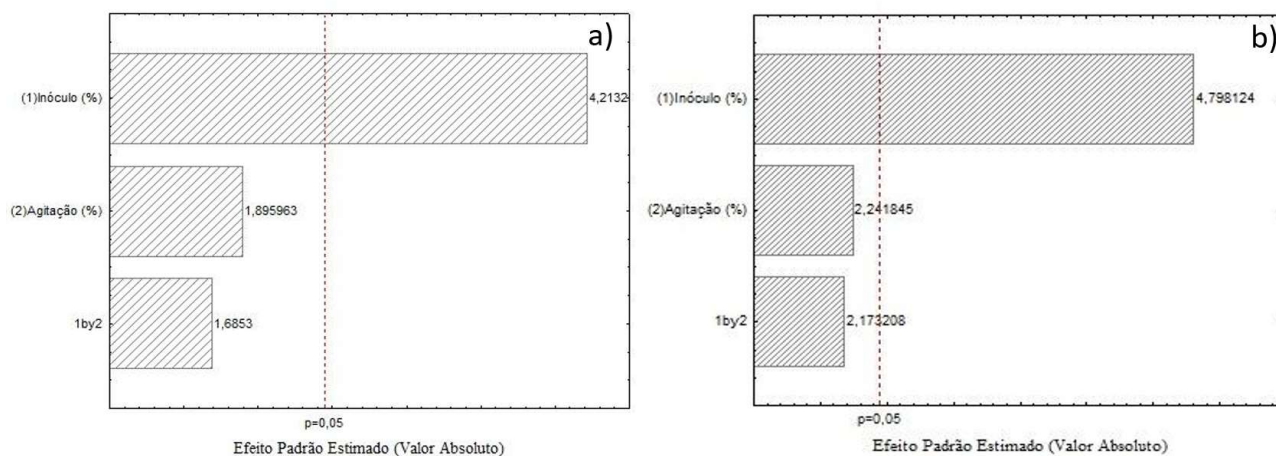 a)
(1)Inóculo (%)
4,2132
(2)Agitação (%)
1,895963
1by2
1,6853
p=0,05
Efeito Padrão Estimado (Valor Absoluto)
b)
(1)Inóculo (%)
4,798124
(2)Agitação (%)
2,241845
1by2
2,173208
p=0,05
Efeito Padrão Estimado (Valor Absoluto)